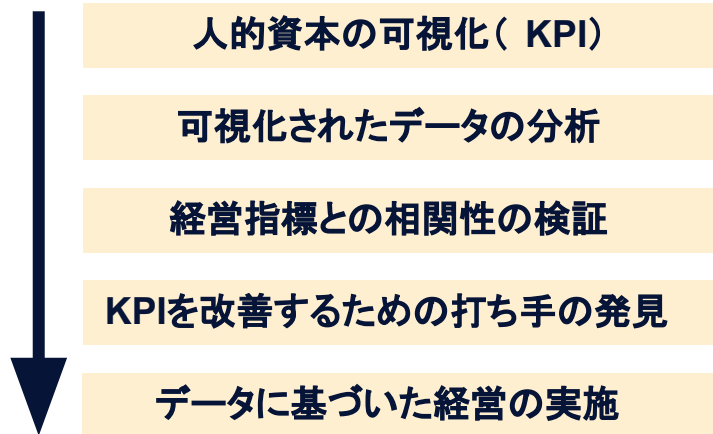 人的資本の可視化（ KPI）
可視化されたデータの分析
経営指標との相関性の検証
KPIを改善するための打ち手の発見
データに基づいた経営の実施